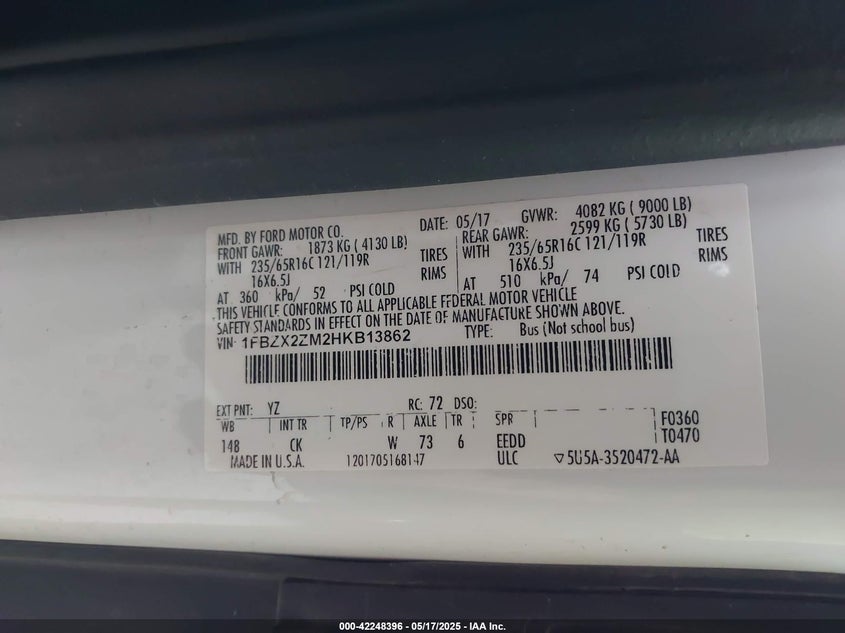 MFD. BY FORD MOTOR CO. DATE: 05/17 GVWR: 4082 KG ( 9000 LB)
FRONT GAWR: 1873 KG ( 4130 LB) REAR GAWR: 2599 KG ( 5730 LB)
WITH 235/65R16C 121/119R TIRES WITH 235/65R16C 121/119R TIRES
16X6.5J RIMS 16X6.5J RIMS
AT 360 kPa/ 52 PSI COLD AT 510 kPa/ 74 PSI COLD
THIS VEHICLE CONFORMS TO ALL APPLICABLE FEDERAL MOTOR VEHICLE
SAFETY STANDARDS IN EFFECT ON THE DATE OF MANUFACTURE SHOWN ABOVE.
VIN: 1FBZX2ZM2HKB13862 TYPE: Bus (Not school bus)
EXT PNT: YZ RC: 72 DSO:
WB INT TR TP/PS R AXLE TR SPR F0360
148 CK W 73 6 EEDD T0470
MADE IN U.S.A. 1201705168147 ULC ▽5U5A-3520472-AA
000-42248396 - 05/17/2025 - IAA Inc.